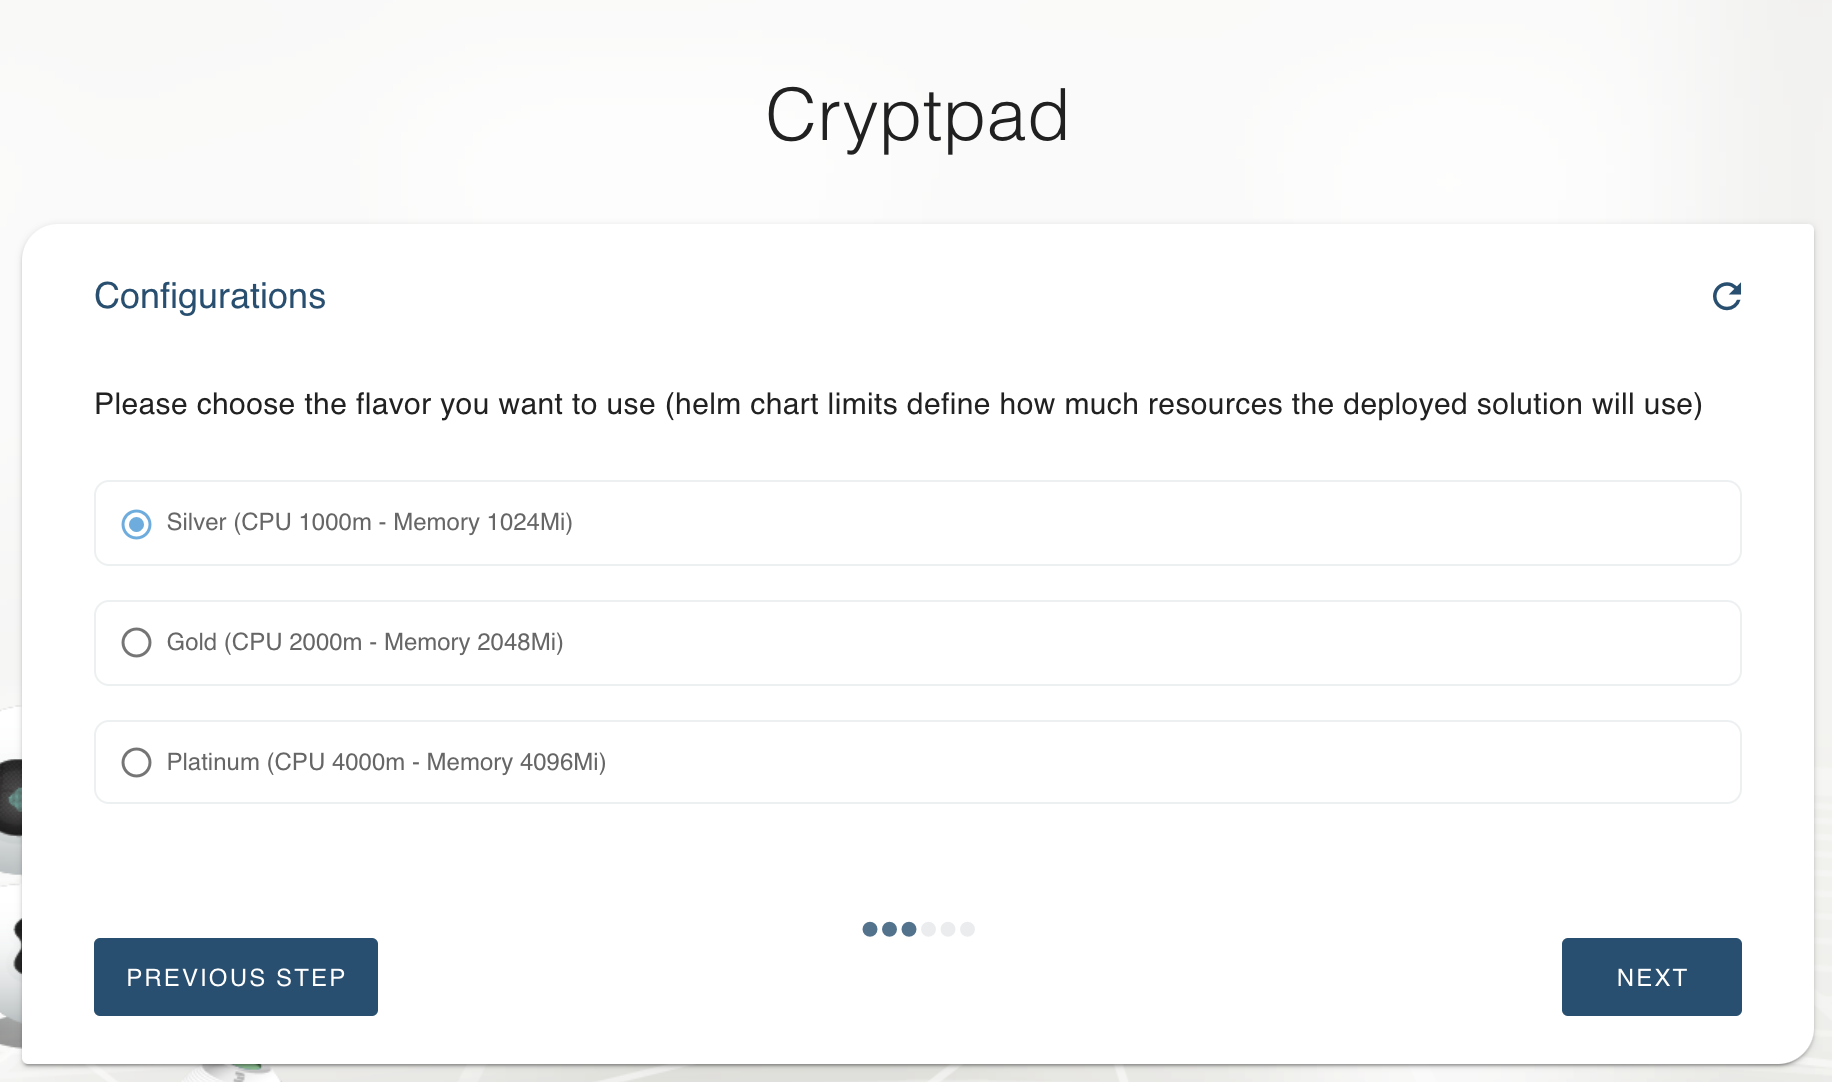 Cryptpad
Configurations
Please choose the flavor you want to use (helm chart limits define how much resources the deployed solution will use)
Silver (CPU 1000m - Memory 1024Mi)
Gold (CPU 2000m - Memory 2048Mi)
Platinum (CPU 4000m - Memory 4096Mi)
PREVIOUS STEP
NEXT